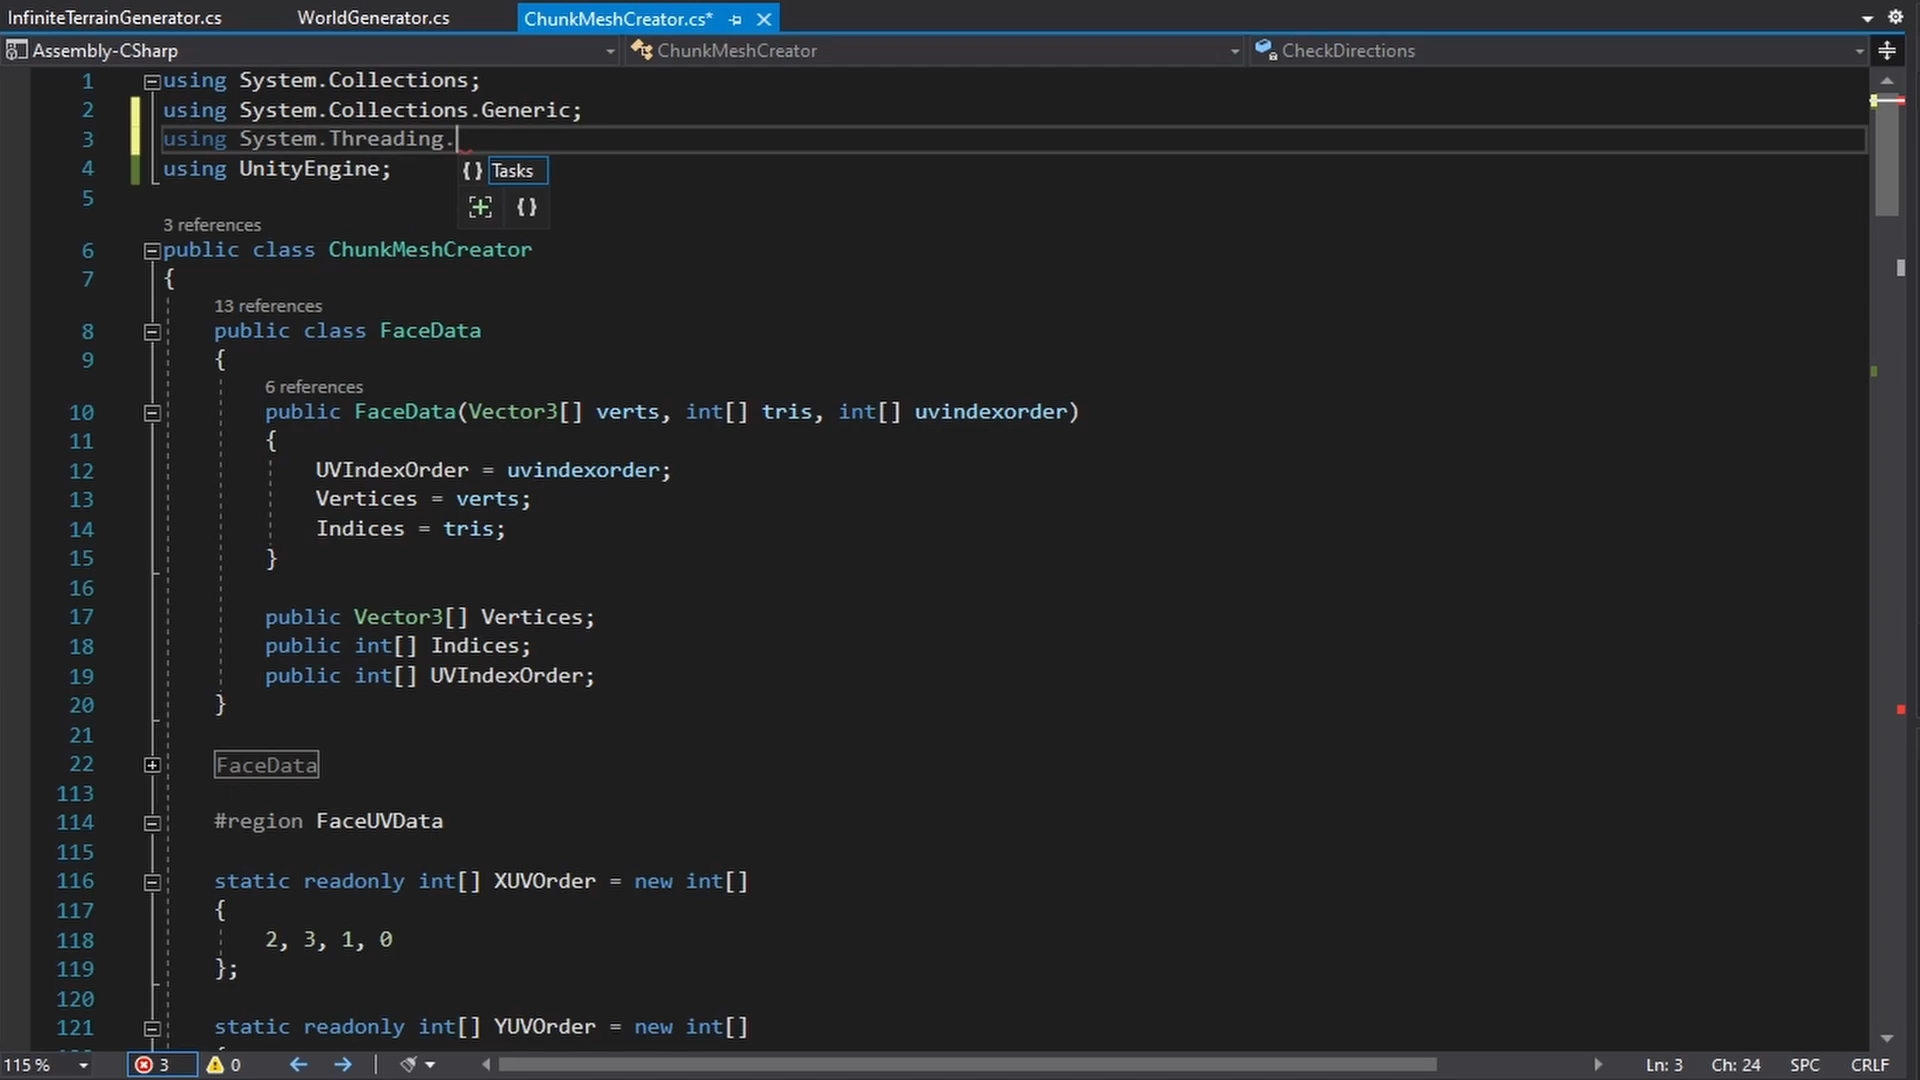 InfiniteTerrainGenerator.cs WorldGenerator.cs ChunkMeshCreator.cs*
Assembly-CSharp ChunkMeshCreator CheckDirections
1 using System.Collections;
2 using System.Collections.Generic;
3 using System.Threading.
4 using UnityEngine; {} Tasks
{}
5
3 references
6 public class ChunkMeshCreator
7 {
13 references
8 public class FaceData
9 {
6 references
10 public FaceData(Vector3[] verts, int[] tris, int[] uvindexorder)
11 {
12 UVIndexOrder = uvindexorder;
13 Vertices = verts;
14 Indices = tris;
15 }
16
17 public Vector3[] Vertices;
18 public int[] Indices;
19 public int[] UVIndexOrder;
20 }
21
22 FaceData
113
114 #region FaceUVData
115
116 static readonly int[] XUVOrder = new int[]
117 {
118 2, 3, 1, 0
119 };
120
121 static readonly int[] YUVOrder = new int[]
115 % 3 0 Ln: 3 Ch: 24 SPC CRLF